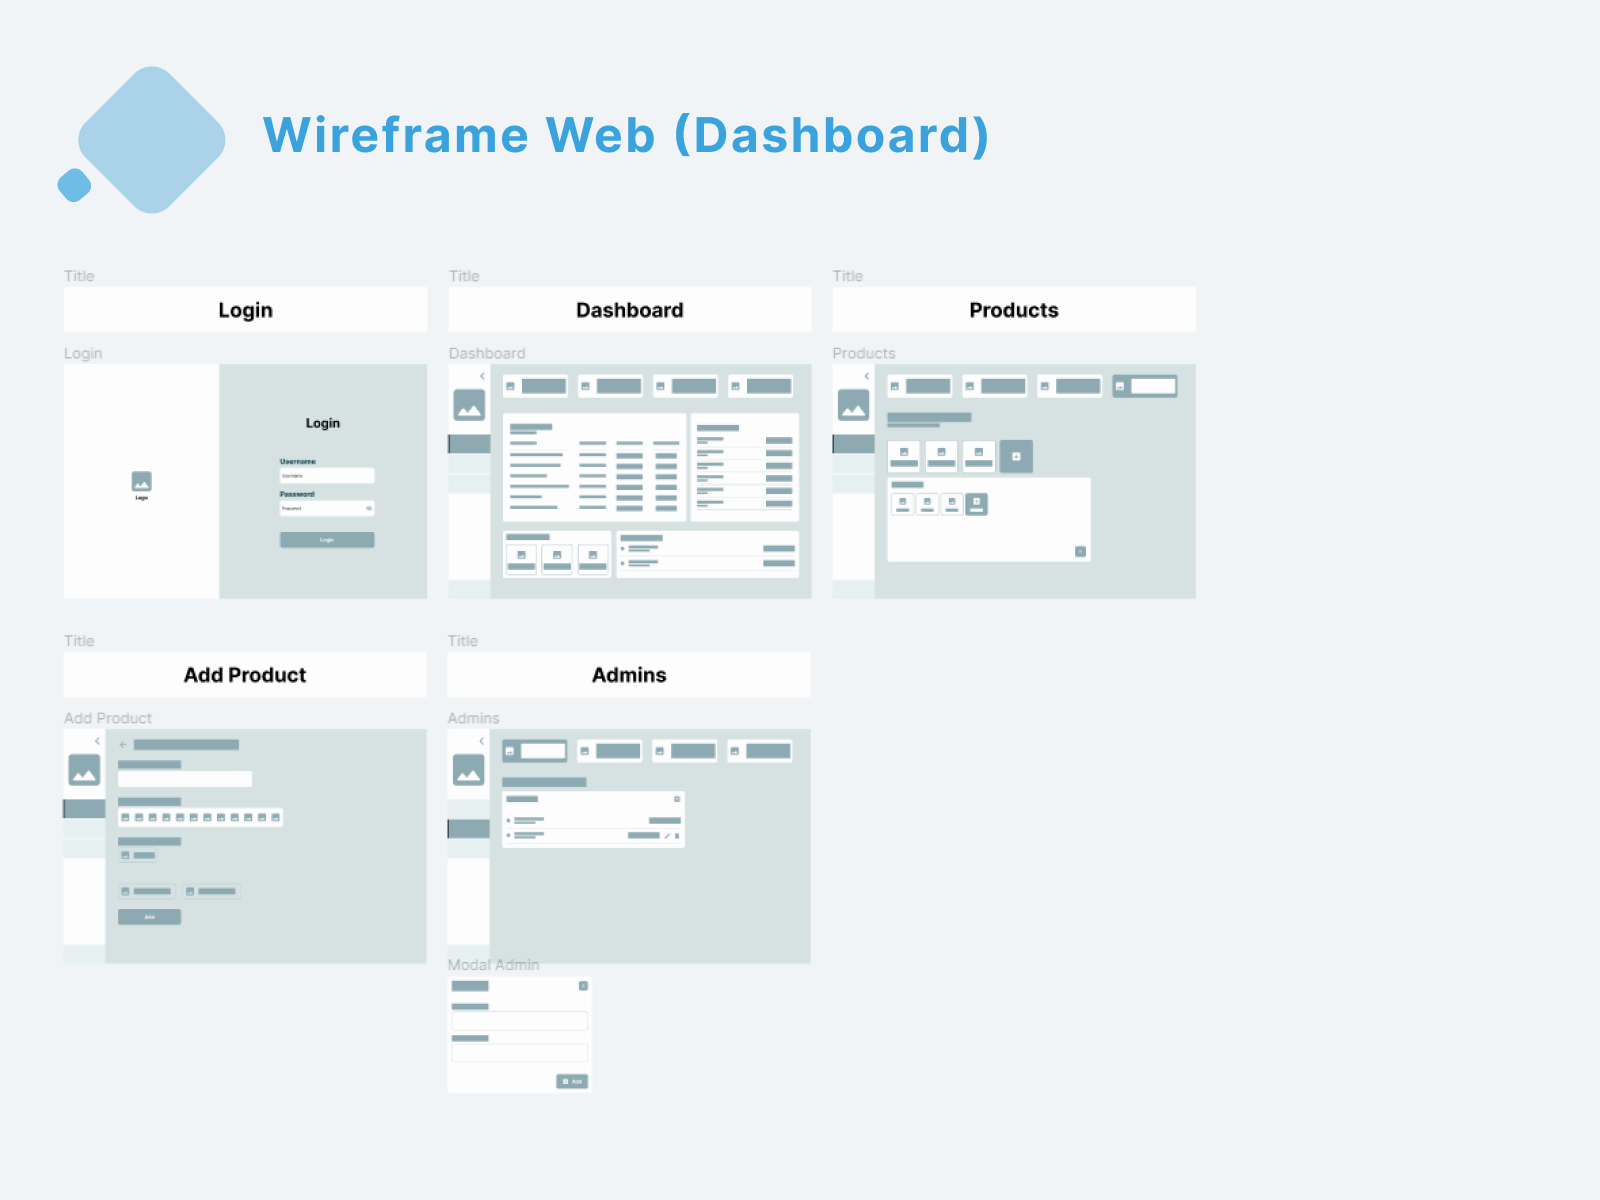 Wireframe Web (Dashboard)
Title
Login
Login
Logo
Login
Username
Username
Password
Password
Login
Title
Dashboard
Dashboard
Title
Products
Products
Title
Add Product
Add Product
Add
Title
Admins
Admins
Modal Admin
Add